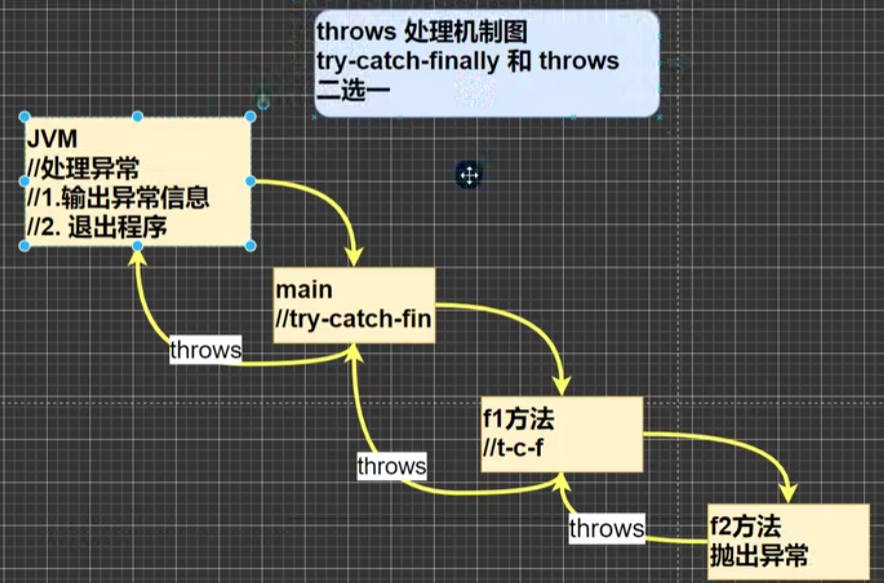 throws 处理机制图
try-catch-finally 和 throws
二选一
JVM
//处理异常
//1.输出异常信息
//2. 退出程序
main
//try-catch-fin
throws
f1方法
//t-c-f
throws
f2方法
抛出异常
throws